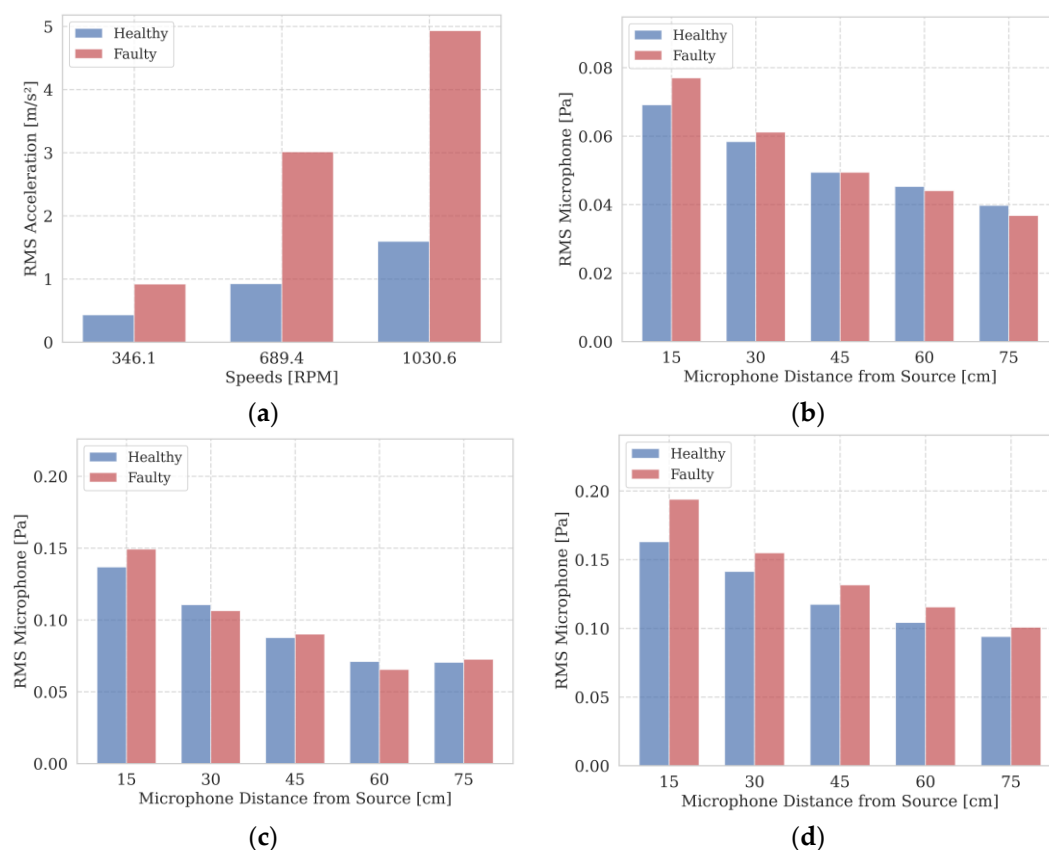 Healthy
Faulty
RMS Acceleration [m/s²]
5
4
3
2
1
0
346.1 689.4 1030.6
Speeds [RPM]
(a)
Healthy
Faulty
RMS Microphone [Pa]
0.08
0.06
0.04
0.02
0.00
15 30 45 60 75
Microphone Distance from Source [cm]
(b)
Healthy
Faulty
RMS Microphone [Pa]
0.20
0.15
0.10
0.05
0.00
15 30 45 60 75
Microphone Distance from Source [cm]
(c)
Healthy
Faulty
RMS Microphone [Pa]
0.20
0.15
0.10
0.05
0.00
15 30 45 60 75
Microphone Distance from Source [cm]
(d)